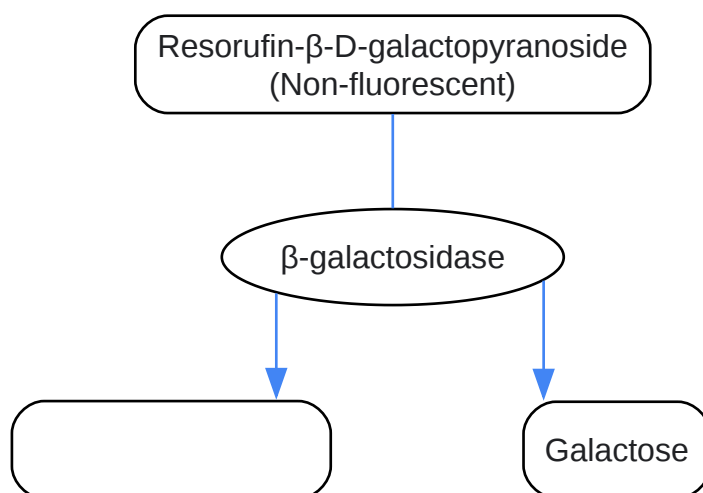 Resorufin-β-D-galactopyranoside
(Non-fluorescent)
β-galactosidase
Galactose